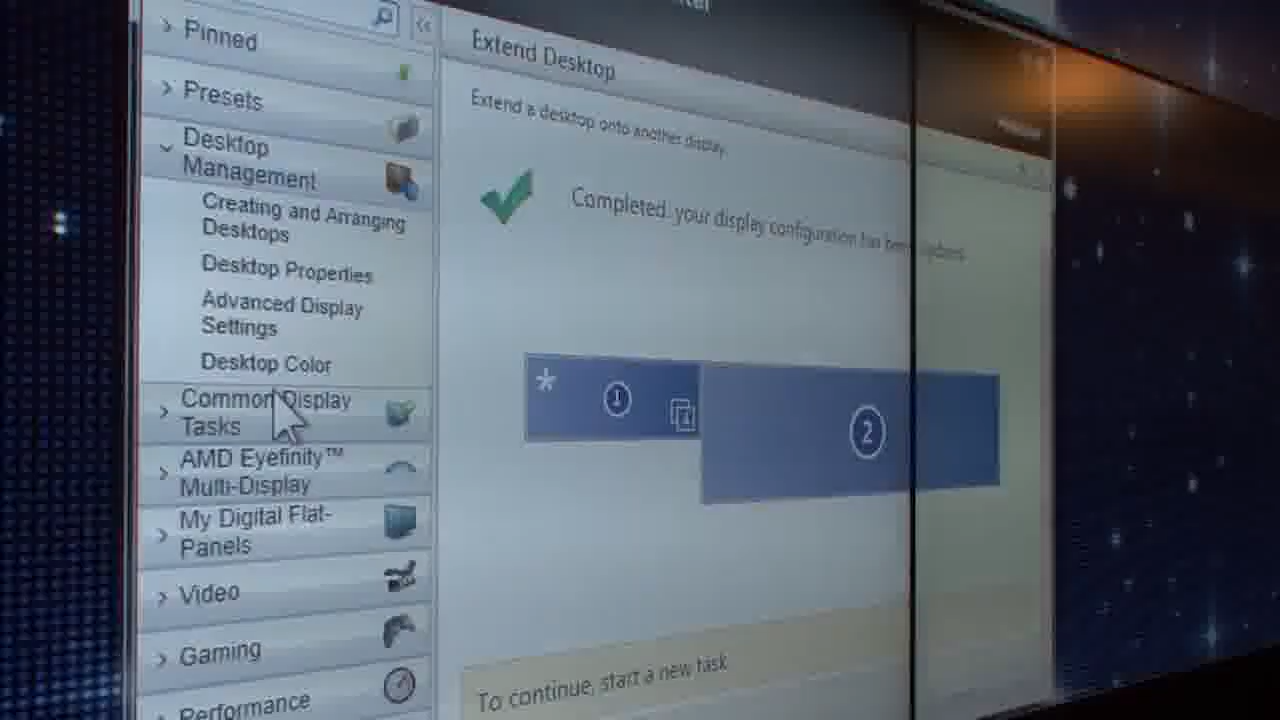 Pinned
Presets
Desktop
Management
Creating and Arranging
Desktops
Desktop Properties
Advanced Display
Settings
Desktop Color
Common Display
Tasks
AMD Eyefinity™
Multi-Display
My Digital Flat-
Panels
Video
Gaming
Performance
Extend Desktop
Extend a desktop onto another display.
Completed, your display configuration has been updated.
* 1
2
To continue, start a new task